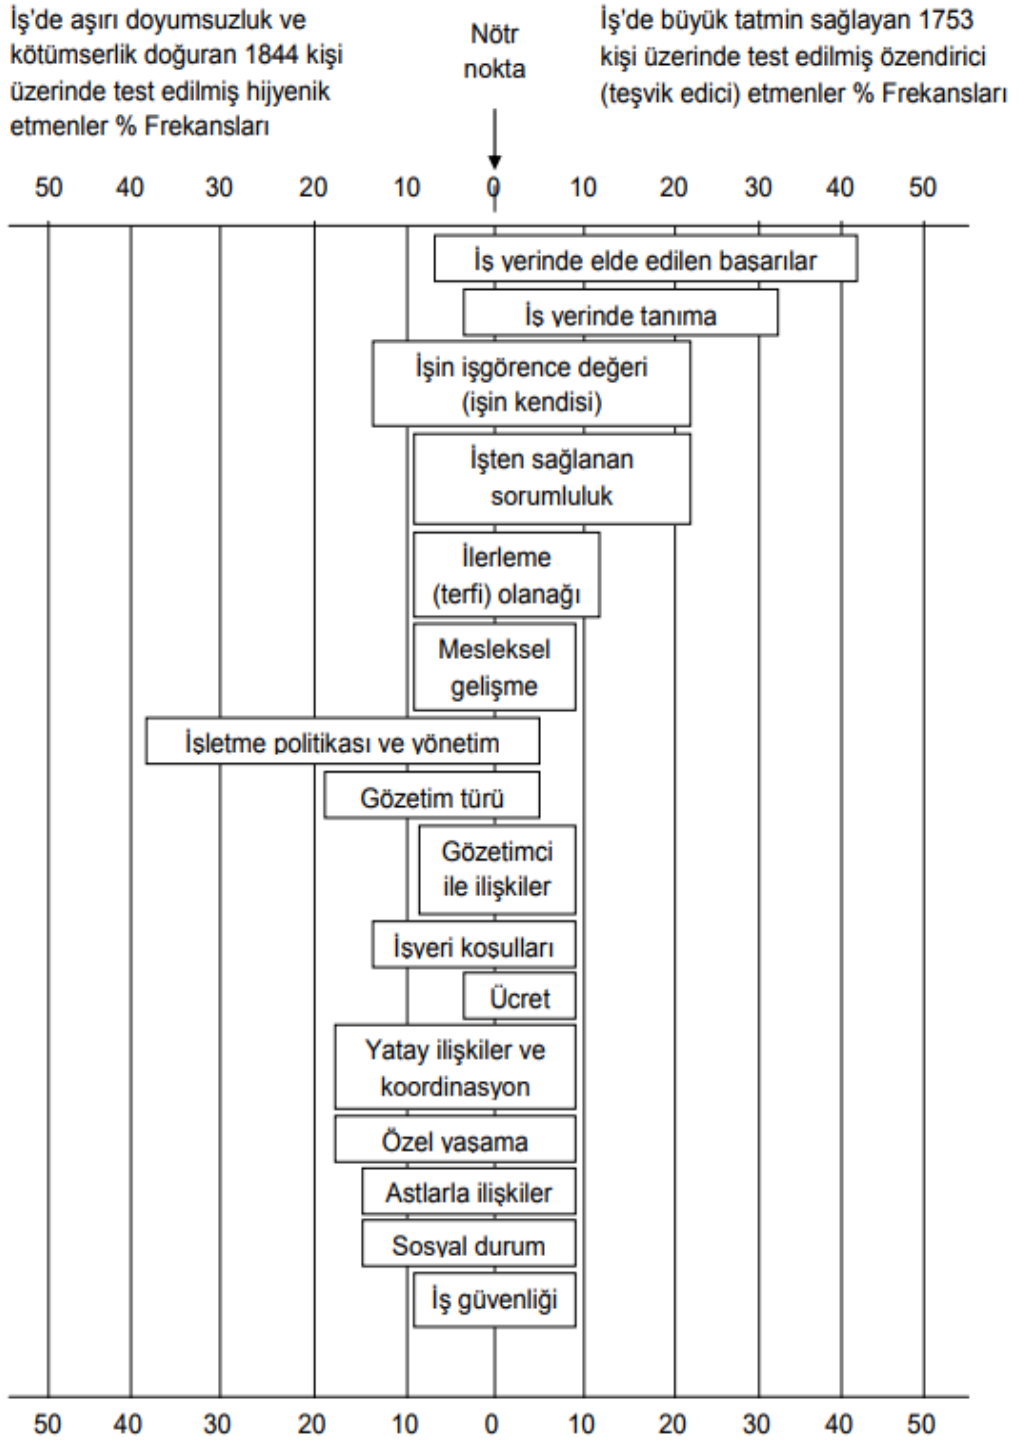 İş'de aşırı doyumsuzluk ve
kötümserlik doğuran 1844 kişi
üzerinde test edilmiş hijyenik
etmenler % Frekansları
Nötr
nokta
İş'de büyük tatmin sağlayan 1753
kişi üzerinde test edilmiş özendirici
(teşvik edici) etmenler % Frekansları
50 40 30 20 10 0 10 20 30 40 50
İş yerinde elde edilen başarılar
İş yerinde tanıma
İşin işgörence değeri
(işin kendisi)
İşten sağlanan
sorumluluk
İlerleme
(terfi) olanağı
Mesleksel
gelişme
İşletme politikası ve yönetim
Gözetim türü
Gözetimci
ile ilişkiler
İşyeri koşulları
Ücret
Yatay ilişkiler ve
koordinasyon
Özel yaşama
Astlarla ilişkiler
Sosyal durum
İş güvenliği
50 40 30 20 10 0 10 20 30 40 50